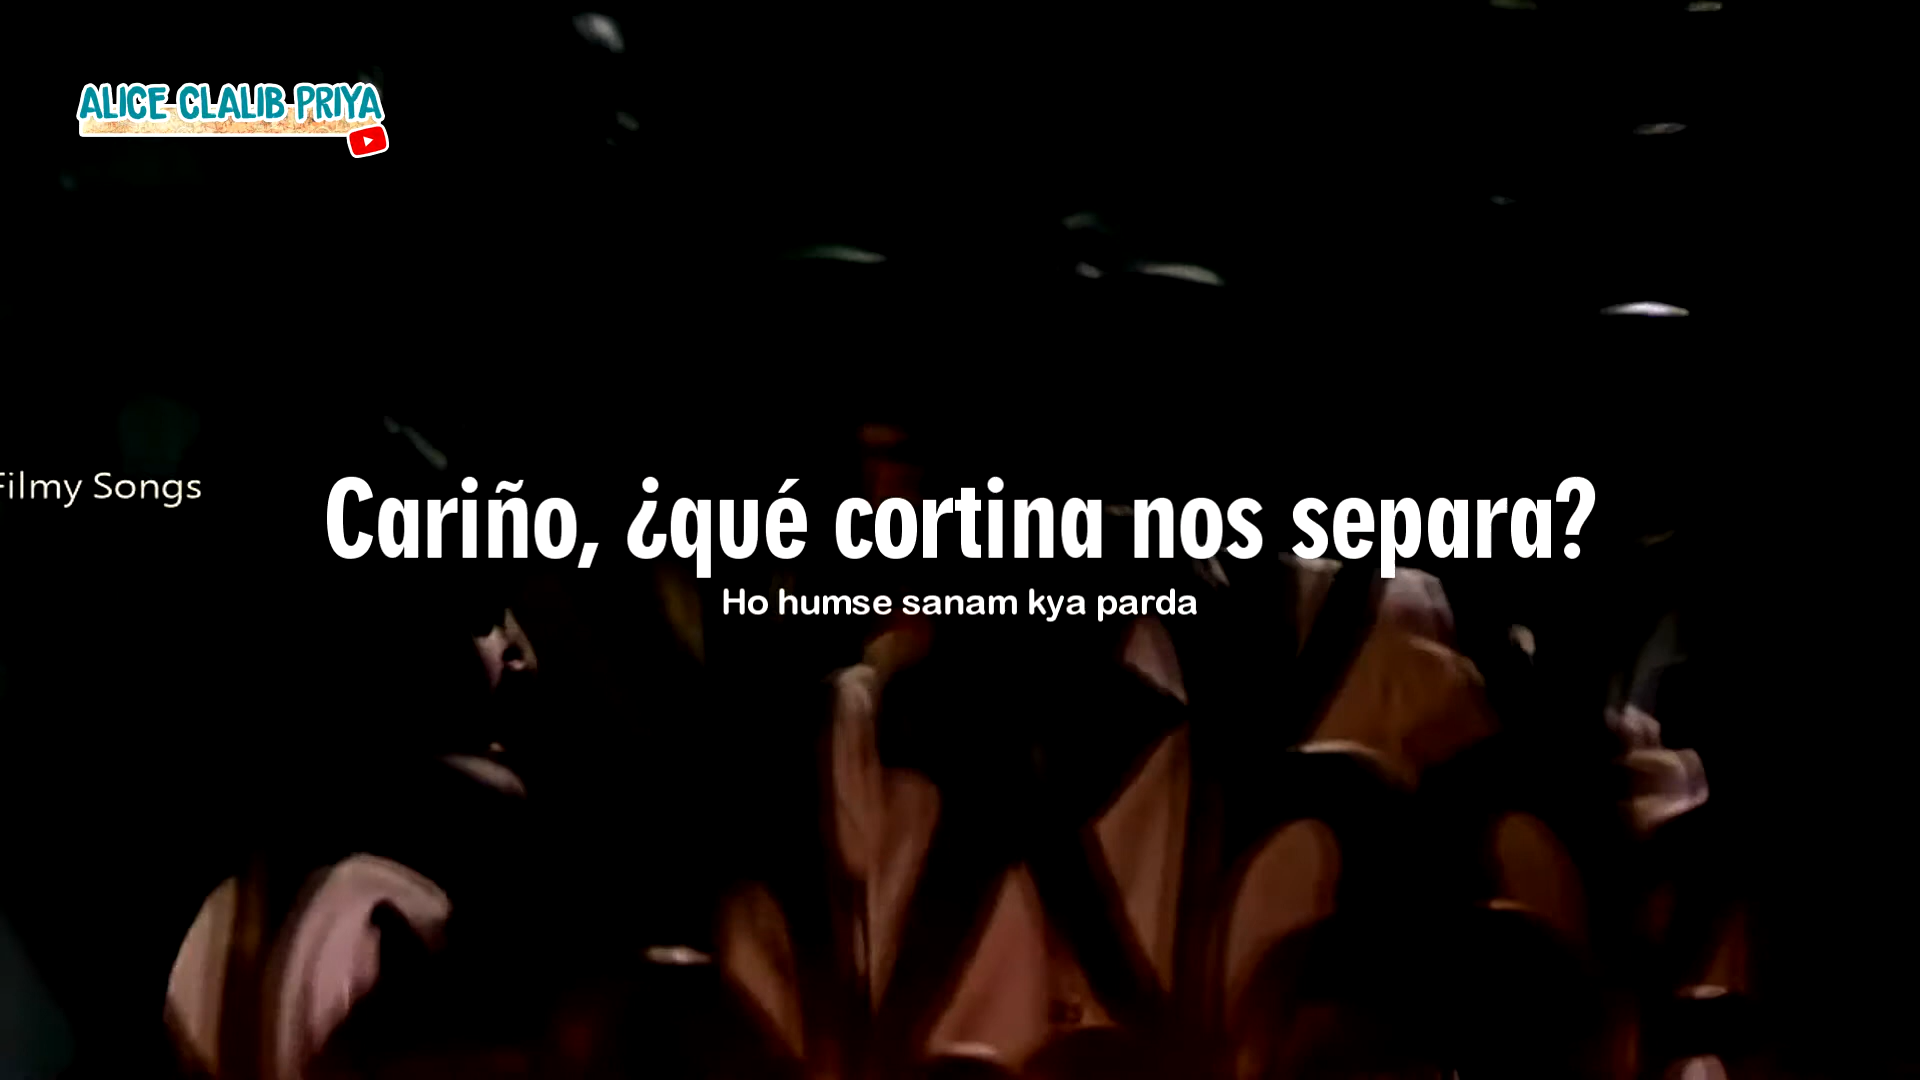 ALICE CLALIB PRIYA
Filmy Songs
Cariño, ¿qué cortina nos separa?
Ho humse sanam kya parda